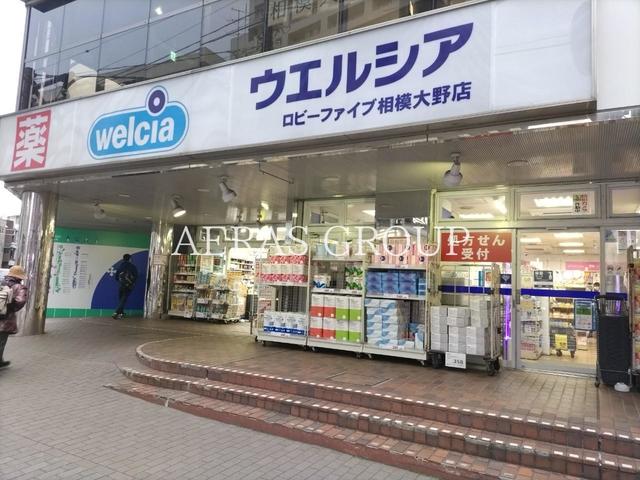 薬
welcia
ウエルシア
ロビーファイブ相模大野店
AERAS GROUP
処方せん
受付